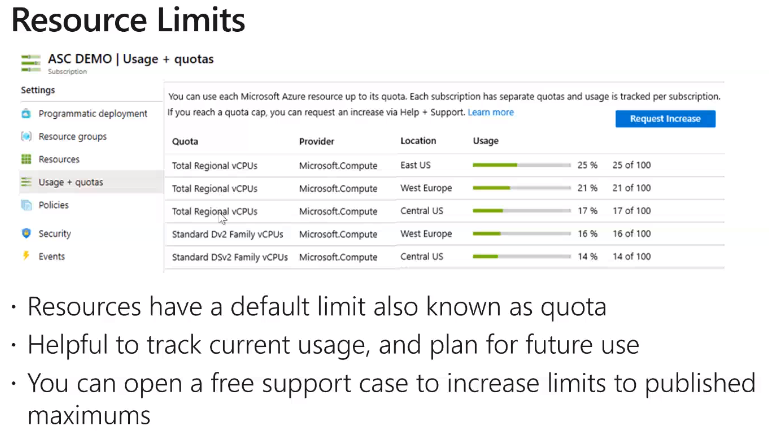 Resource Limits
ASC DEMO | Usage + quotas
Subscription
Settings
Programmatic deployment
Resource groups
Resources
Usage + quotas
Policies
Security
Events
You can use each Microsoft Azure resource up to its quota. Each subscription has separate quotas and usage is tracked per subscription.
If you reach a quota cap, you can request an increase via Help + Support. Learn more
Request Increase
Quota Provider Location Usage
Total Regional vCPUs Microsoft.Compute East US 25 % 25 of 100
Total Regional vCPUs Microsoft.Compute West Europe 21 % 21 of 100
Total Regional vCPUs Microsoft.Compute Central US 17 % 17 of 100
Standard Dv2 Family vCPUs Microsoft.Compute West Europe 16 % 16 of 100
Standard DSv2 Family vCPUs Microsoft.Compute Central US 14 % 14 of 100
· Resources have a default limit also known as quota
· Helpful to track current usage, and plan for future use
· You can open a free support case to increase limits to published
maximums